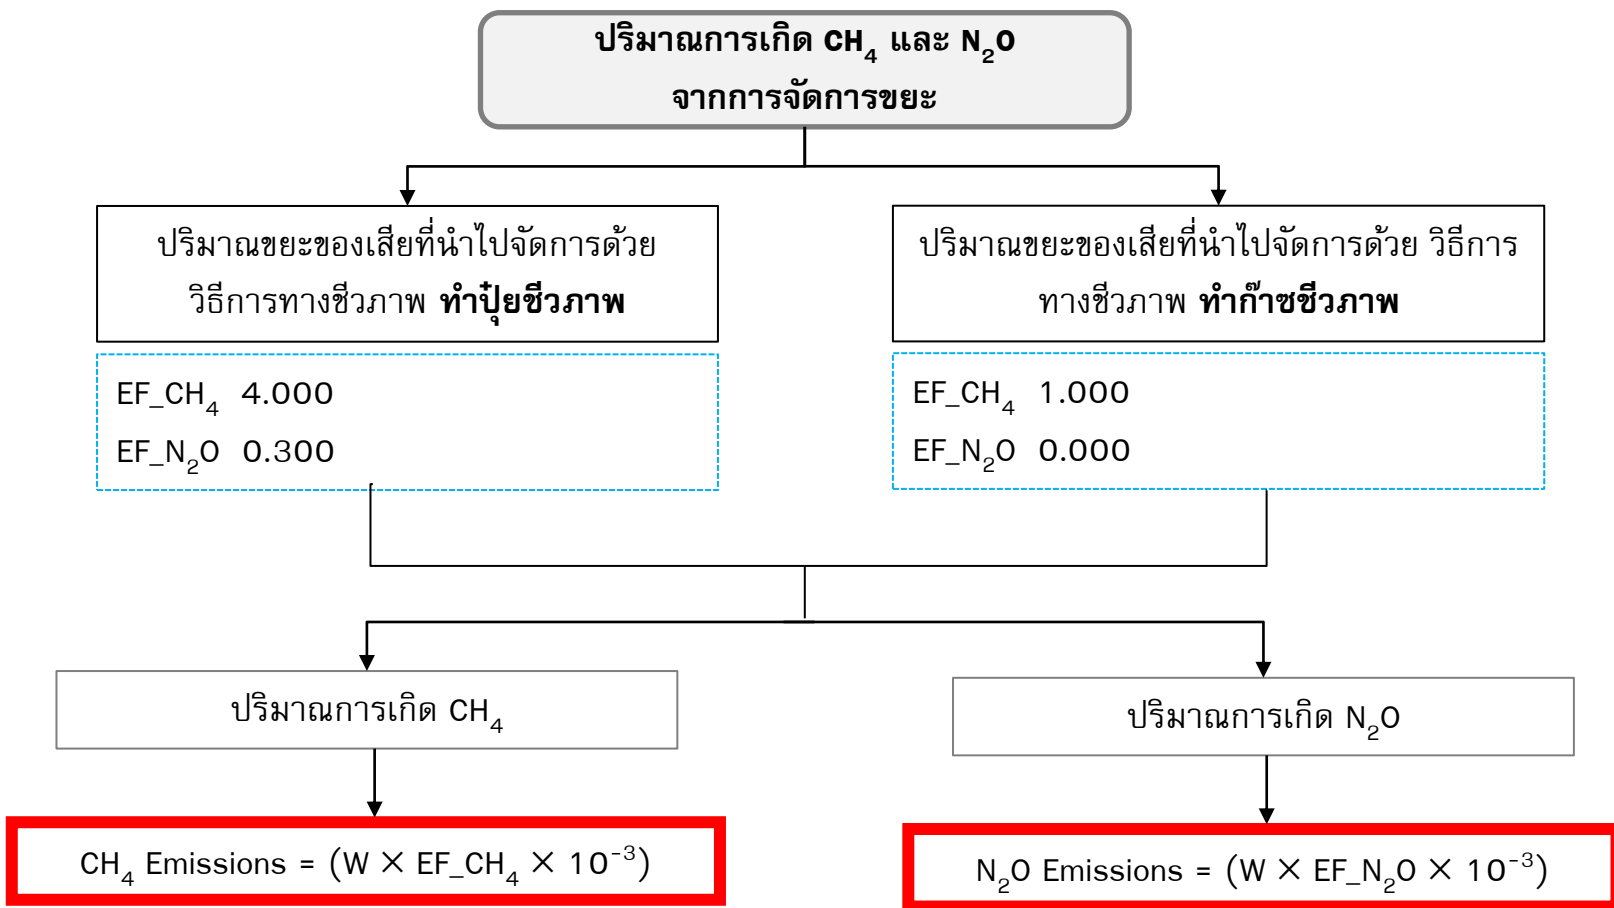 ปริมาณการเกิด CH₄ และ N₂O
จากการจัดการขยะ
ปริมาณขยะของเสียที่นำไปจัดการด้วย
วิธีการทางชีวภาพ ทำปุ๋ยชีวภาพ
ปริมาณขยะของเสียที่นำไปจัดการด้วย วิธีการ
ทางชีวภาพ ทำก๊าซชีวภาพ
EF_CH₄ 4.000
EF_N₂O 0.300
EF_CH₄ 1.000
EF_N₂O 0.000
ปริมาณการเกิด CH₄
ปริมาณการเกิด N₂O
CH₄ Emissions = (W × EF_CH₄ × 10⁻³)
N₂O Emissions = (W × EF_N₂O × 10⁻³)